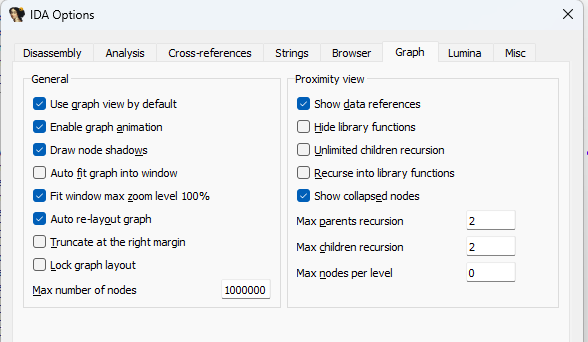 IDA Options
Disassembly Analysis Cross-references Strings Browser Graph Lumina Misc
General
Use graph view by default
Enable graph animation
Draw node shadows
Auto fit graph into window
Fit window max zoom level 100%
Auto re-layout graph
Truncate at the right margin
Lock graph layout
Max number of nodes 1000000
Proximity view
Show data references
Hide library functions
Unlimited children recursion
Recurse into library functions
Show collapsed nodes
Max parents recursion 2
Max children recursion 2
Max nodes per level 0